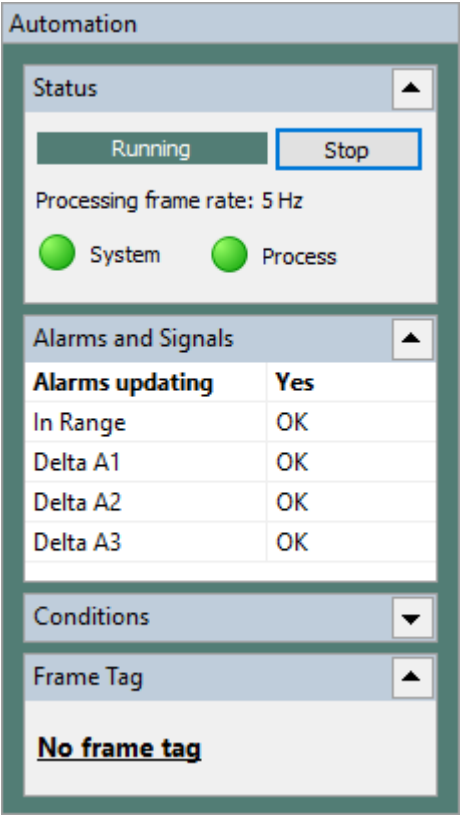 Automation
Status
Running Stop
Processing frame rate: 5 Hz
System Process
Alarms and Signals
Alarms updating Yes
In Range OK
Delta A1 OK
Delta A2 OK
Delta A3 OK
Conditions
Frame Tag
No frame tag